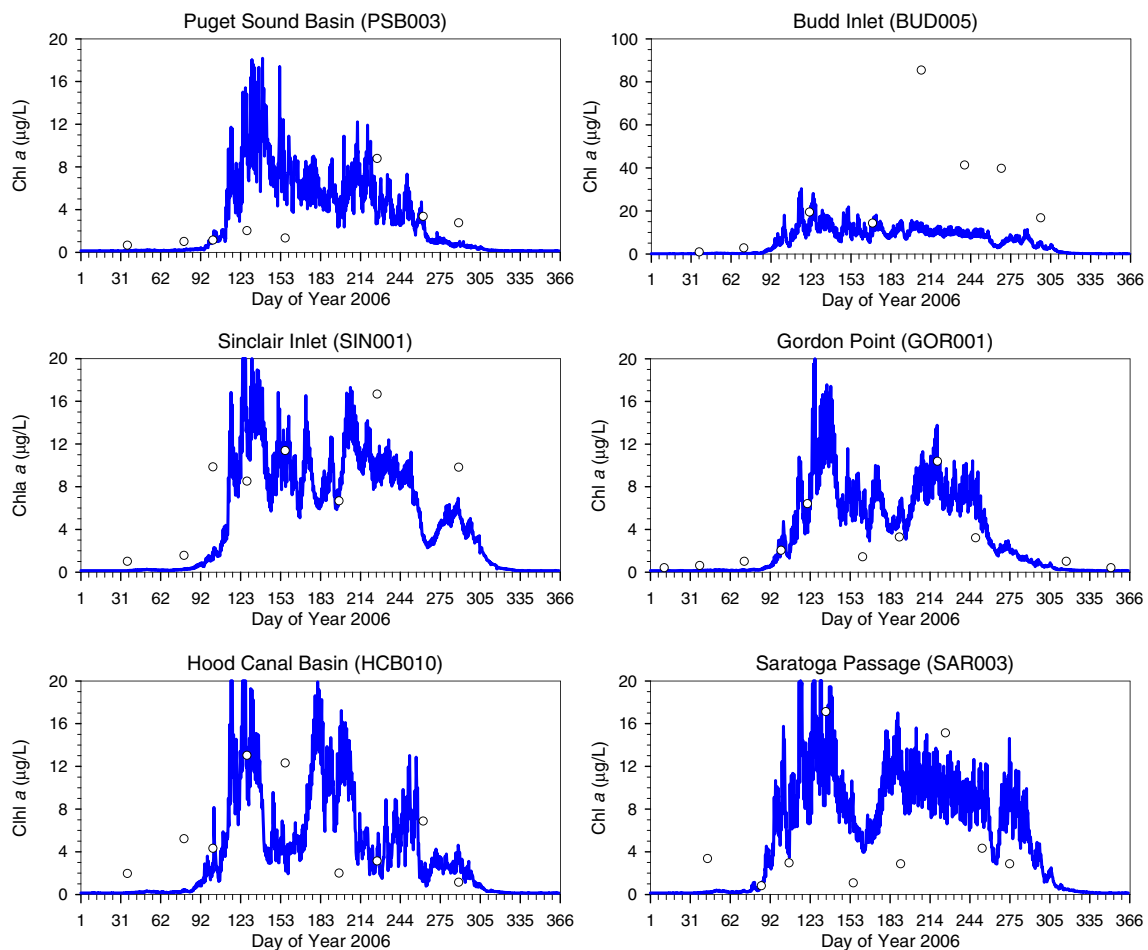 Puget Sound Basin (PSB003)
20
16
12
8
4
0
Chl a (µg/L)
1 31 62 92 123 153 183 214 244 275 305 336 366
Day of Year 2006
Budd Inlet (BUD005)
100
80
60
40
20
0
Chl a (µg/L)
1 31 62 92 123 153 183 214 244 275 305 336 366
Day of Year 2006
Sinclair Inlet (SIN001)
20
16
12
8
4
0
Chla a (µg/L)
1 31 62 92 123 153 183 214 244 275 305 336 366
Day of Year 2006
Gordon Point (GOR001)
20
16
12
8
4
0
Chl a (µg/L)
1 31 62 92 123 153 183 214 244 275 305 336 366
Day of Year 2006
Hood Canal Basin (HCB010)
20
16
12
8
4
0
Clhl a (µg/L)
1 31 62 92 123 153 183 214 244 275 305 336 366
Day of Year 2006
Saratoga Passage (SAR003)
20
16
12
8
4
0
Chl a (µg/L)
1 31 62 92 123 153 183 214 244 275 305 336 366
Day of Year 2006